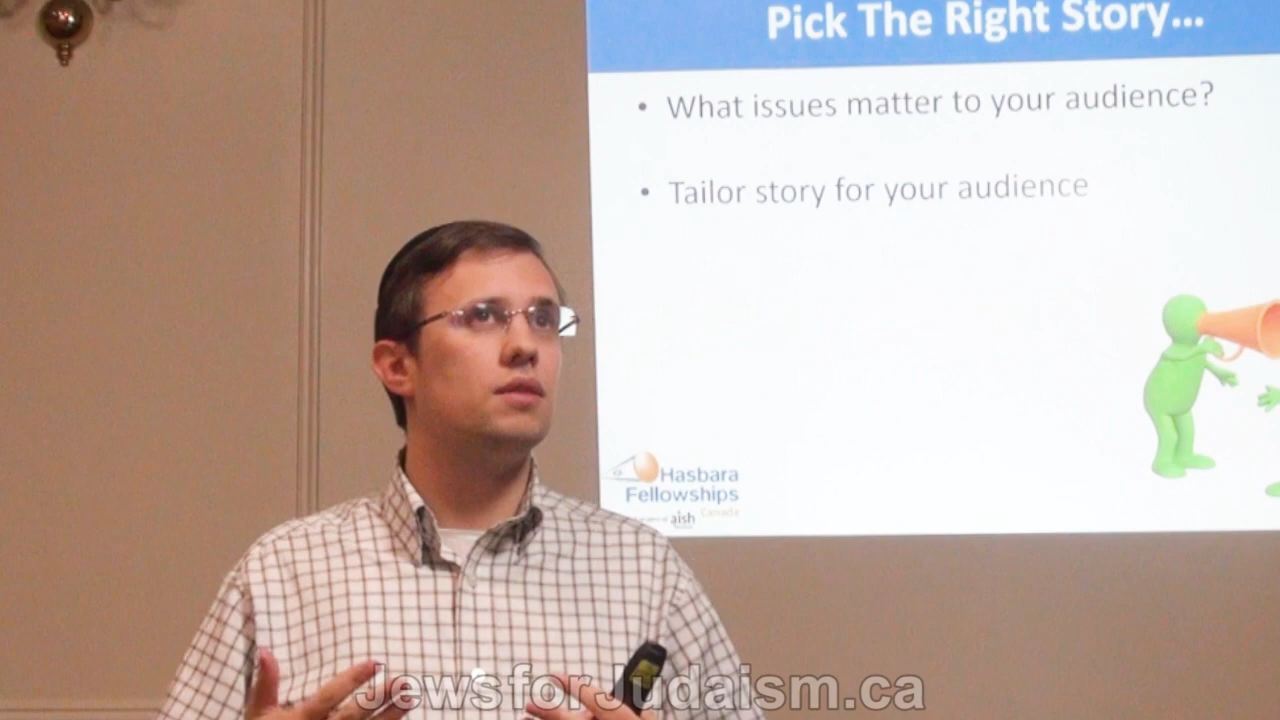 Pick The Right Story...
• What issues matter to your audience?
• Tailor story for your audience
Hasbara
Fellowships
Canada
aish
JewsforJudaism.ca